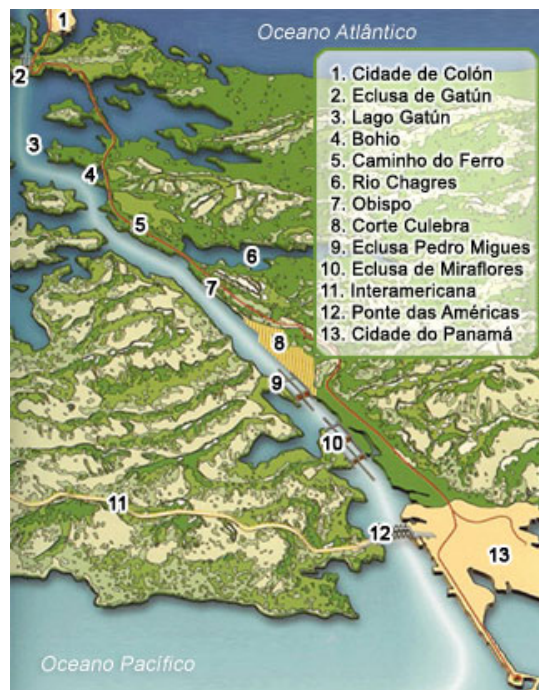 Oceano Atlântico
1. Cidade de Colón
2. Eclusa de Gatún
3. Lago Gatún
4. Bohio
5. Caminho do Ferro
6. Rio Chagres
7. Obispo
8. Corte Culebra
9. Eclusa Pedro Migues
10. Eclusa de Miraflores
11. Interamericana
12. Ponte das Américas
13. Cidade do Panamá
1
2
3
4
5
6
7
8
9
10
11
12
13
Oceano Pacífico